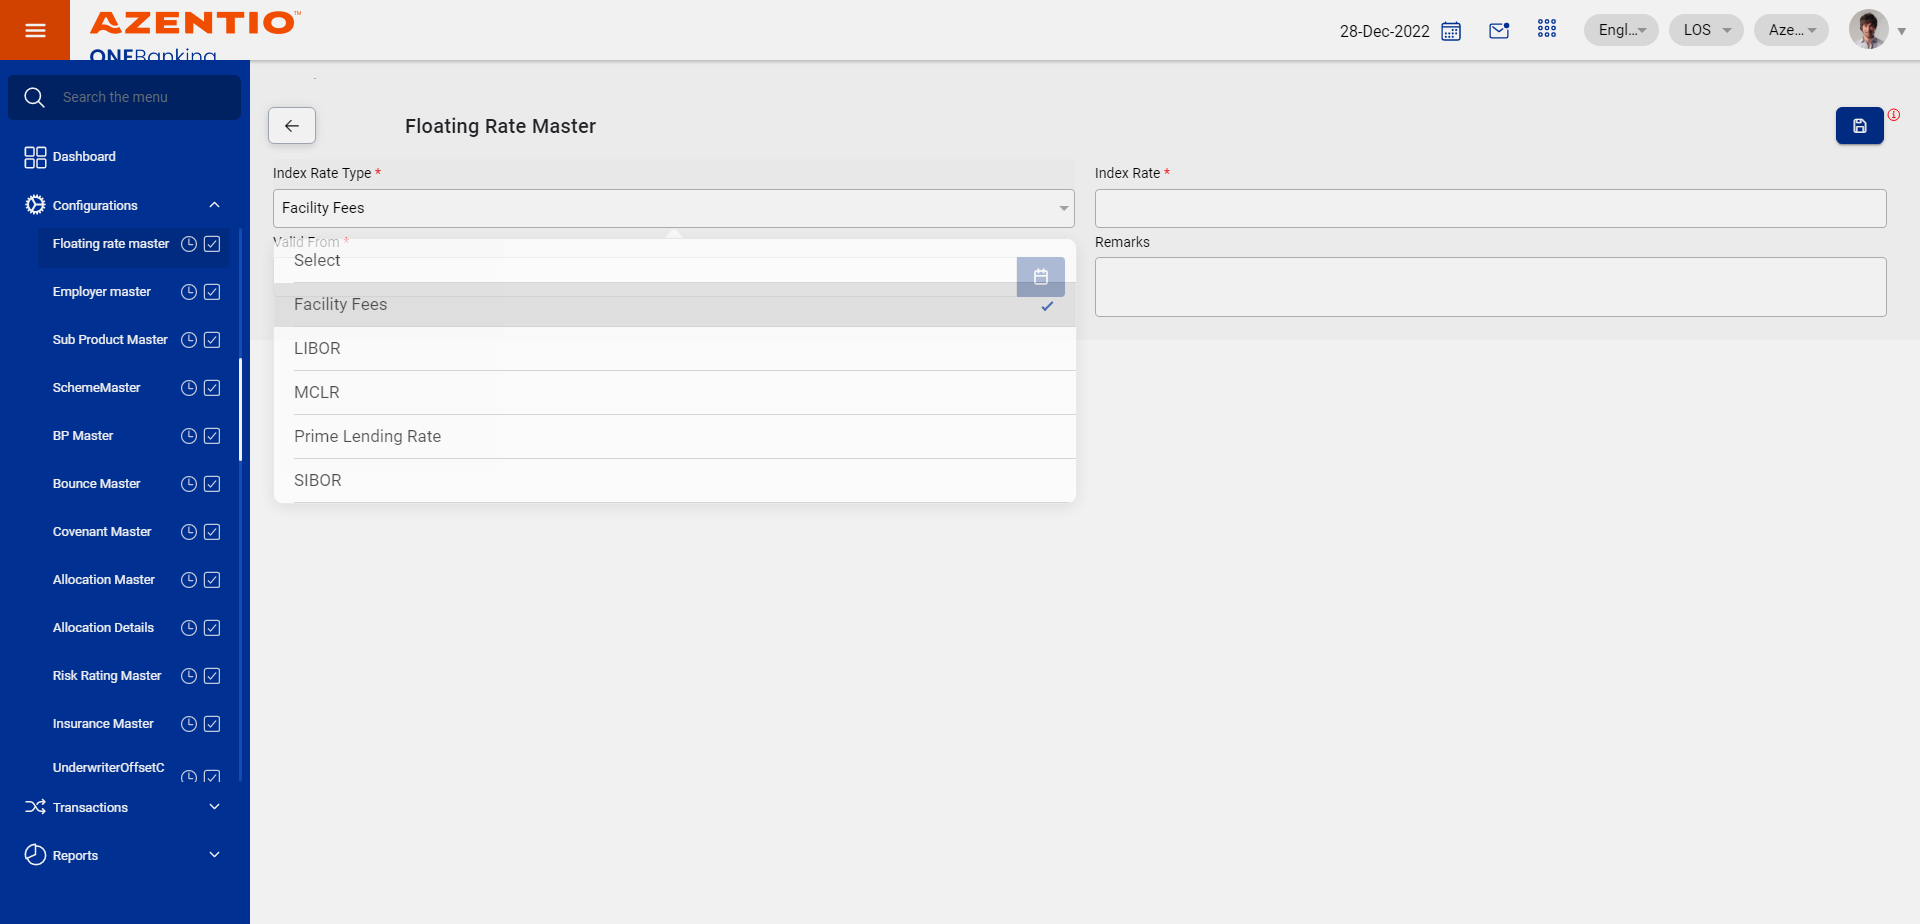 AZENTIO™
ONEBanking
28-Dec-2022
Engl...
LOS
Aze...
Search the menu
Dashboard
Configurations
Floating rate master
Employer master
Sub Product Master
SchemeMaster
BP Master
Bounce Master
Covenant Master
Allocation Master
Allocation Details
Risk Rating Master
Insurance Master
UnderwriterOffsetC
Transactions
Reports
Floating Rate Master
Index Rate Type *
Facility Fees
Index Rate *
Valid From *
Remarks
Select
Facility Fees
LIBOR
MCLR
Prime Lending Rate
SIBOR